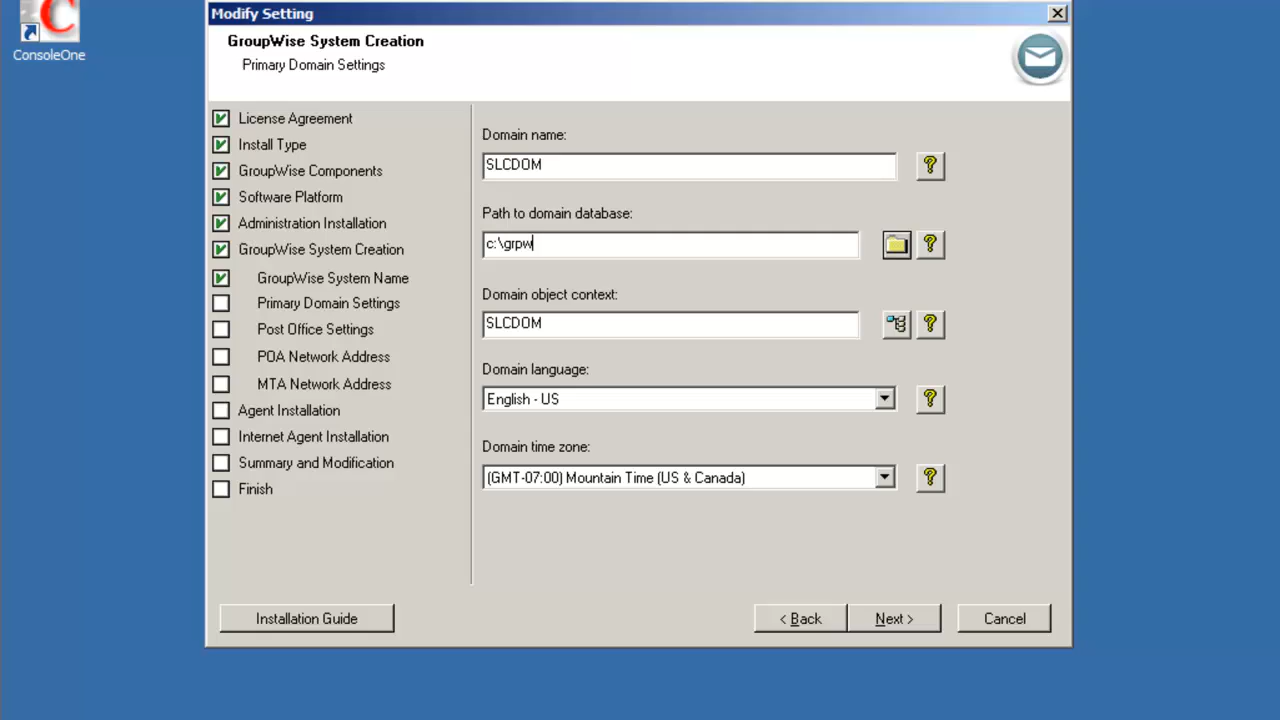 ConsoleOne
Modify Setting
GroupWise System Creation
Primary Domain Settings
License Agreement
Install Type
GroupWise Components
Software Platform
Administration Installation
GroupWise System Creation
GroupWise System Name
Primary Domain Settings
Post Office Settings
POA Network Address
MTA Network Address
Agent Installation
Internet Agent Installation
Summary and Modification
Finish
Domain name:
SLCDOM
?
Path to domain database:
c:\grpw
?
Domain object context:
SLCDOM
?
Domain language:
English - US
?
Domain time zone:
(GMT-07:00) Mountain Time (US & Canada)
?
Installation Guide
< Back
Next >
Cancel